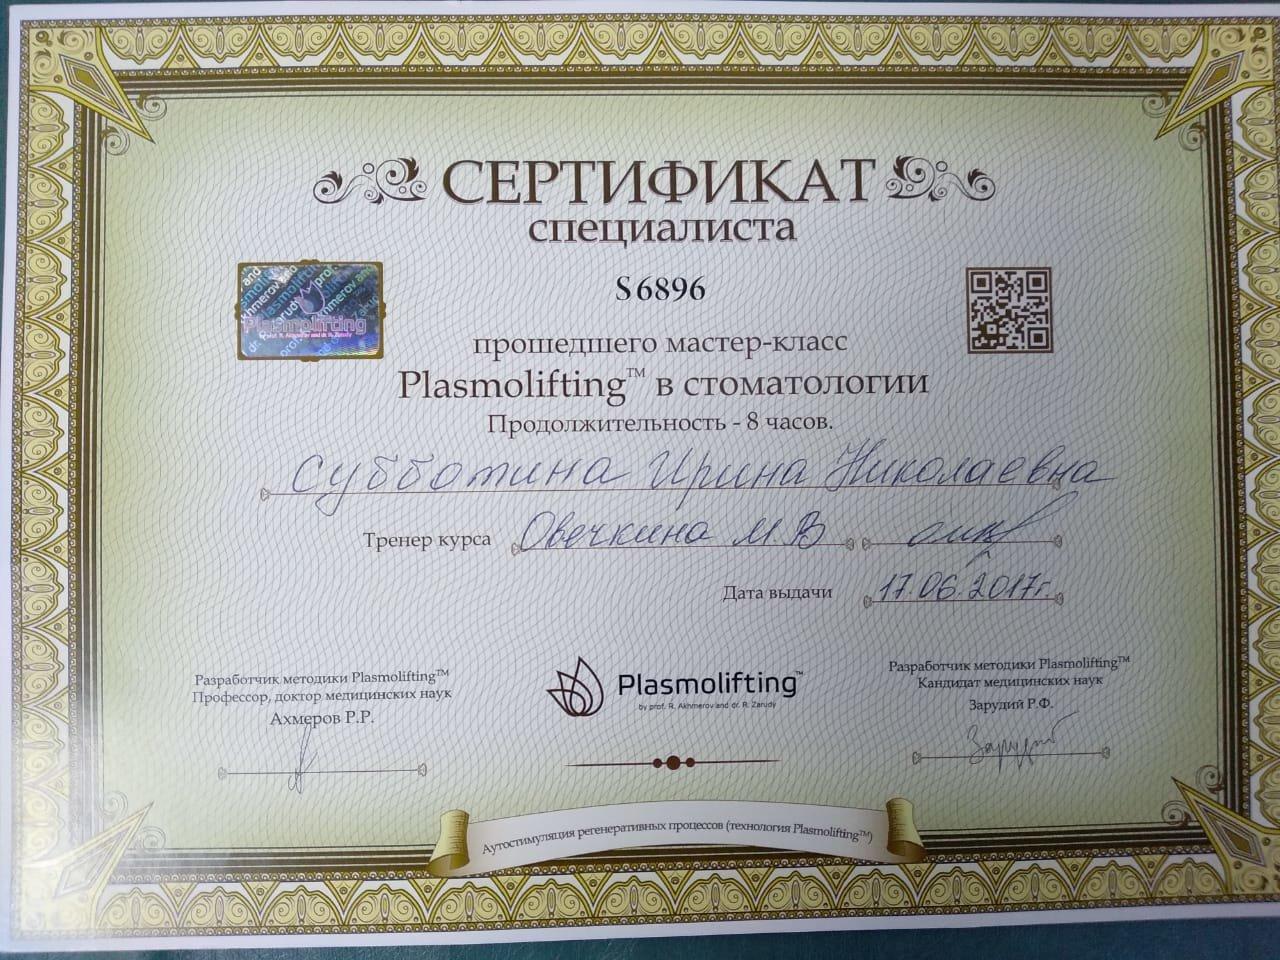 СЕРТИФИКАТ
специалиста
S 6896
Plasmolifting
прошедшего мастер-класс
Plasmolifting™ в стоматологии
Продолжительность - 8 часов.
Субботина Ирина Николаевна
Тренер курса Овечкина М.В
Дата выдачи 17.06.2017г.
Разработчик методики Plasmolifting™
Профессор, доктор медицинских наук
Ахмеров Р.Р.
Plasmolifting™
by prof. R. Akhmerov and dr. R. Zarudy
Разработчик методики Plasmolifting™
Кандидат медицинских наук
Зарудий Р.Ф.
Аутостимуляция регенеративных процессов (технология Plasmolifting™)